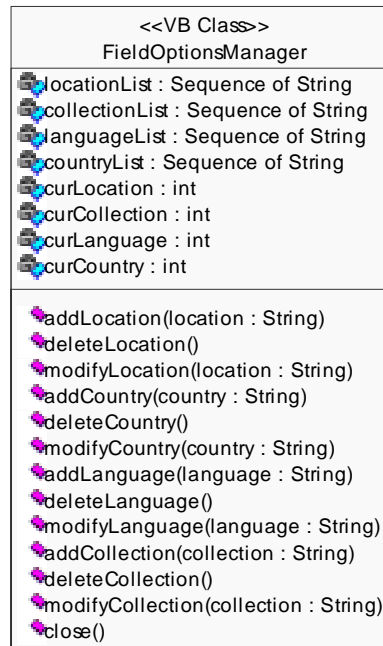 <<VB Class>>
FieldOptionsManager
locationList : Sequence of String
collectionList : Sequence of String
languageList : Sequence of String
countryList : Sequence of String
curLocation : int
curCollection : int
curLanguage : int
curCountry : int
addLocation(location : String)
deleteLocation()
modifyLocation(location : String)
addCountry(country : String)
deleteCountry()
modifyCountry(country : String)
addLanguage(language : String)
deleteLanguage()
modifyLanguage(language : String)
addCollection(collection : String)
deleteCollection()
modifyCollection(collection : String)
close()